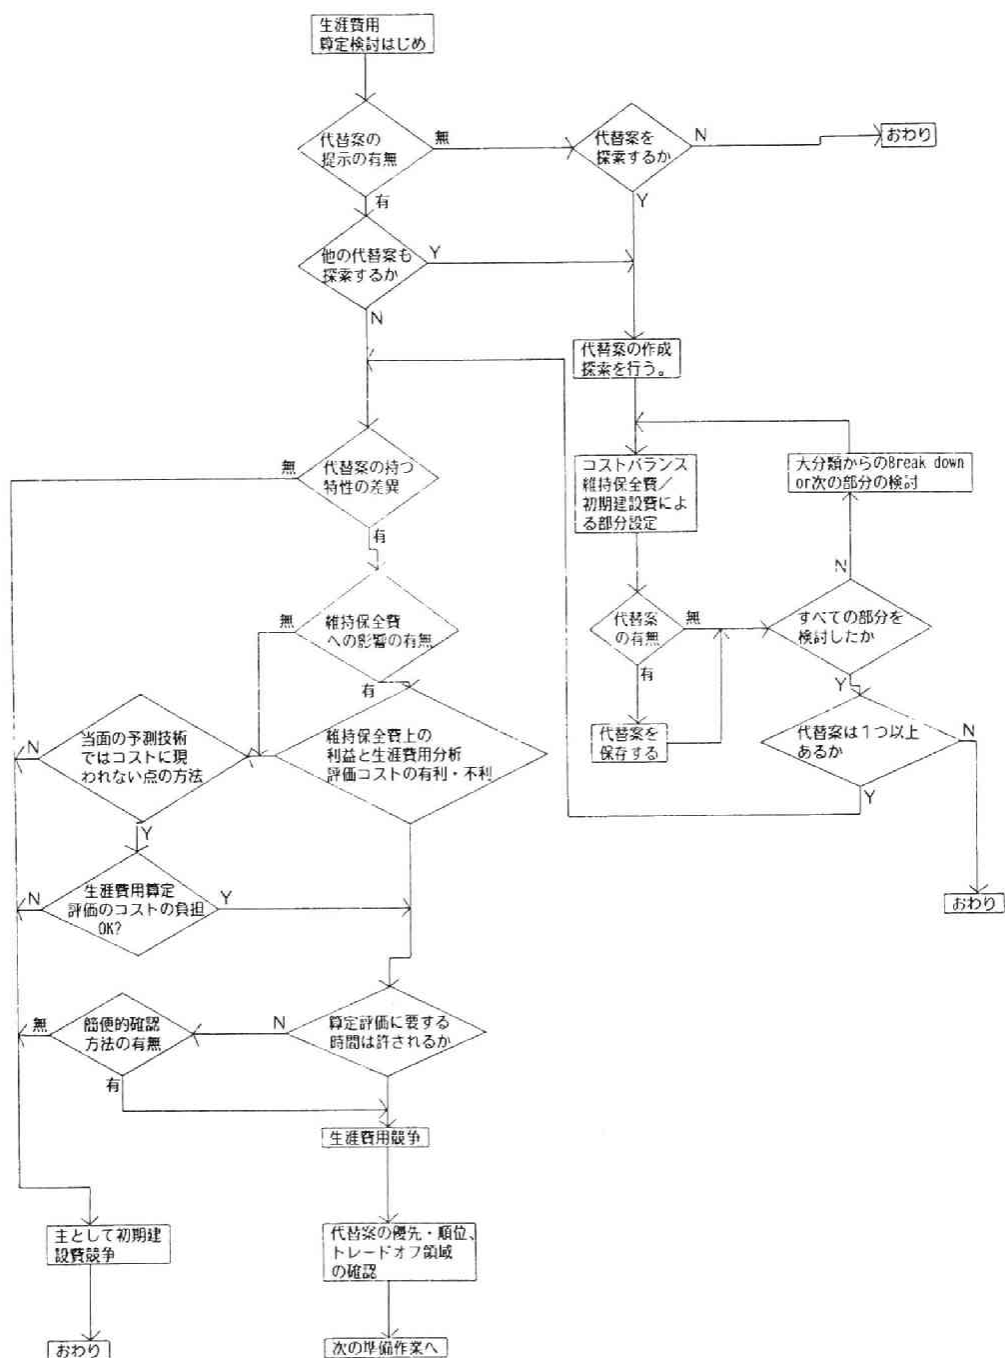 生涯費用
算定検討はじめ
代替案の
提示の有無
無
有
代替案を
探索するか
N
Y
おわり
他の代替案も
探索するか
Y
N
代替案の作成
探索を行う。
代替案の持つ
特性の差異
無
有
コストバランス
維持保全費/
初期建設費によ
る部分設定
大分類からのBreak down
or次の部分の検討
N
維持保全費
への影響の有無
無
有
代替案
の有無
無
有
すべての部分を
検討したか
Y
代替案を
保存する
代替案は1つ以上
あるか
N
Y
おわり
当面の予測技術
ではコストに現
われない点の方法
N
Y
維持保全費上の
利益と生涯費用分析
評価コストの有利・不利
生涯費用算定
評価のコストの負担
OK?
N
Y
算定評価に要する
時間は許されるか
N
簡便的確認
方法の有無
無
有
生涯費用競争
主として初期建
設費競争
代替案の優先・順位、
トレードオフ領域
の確認
おわり
次の準備作業へ